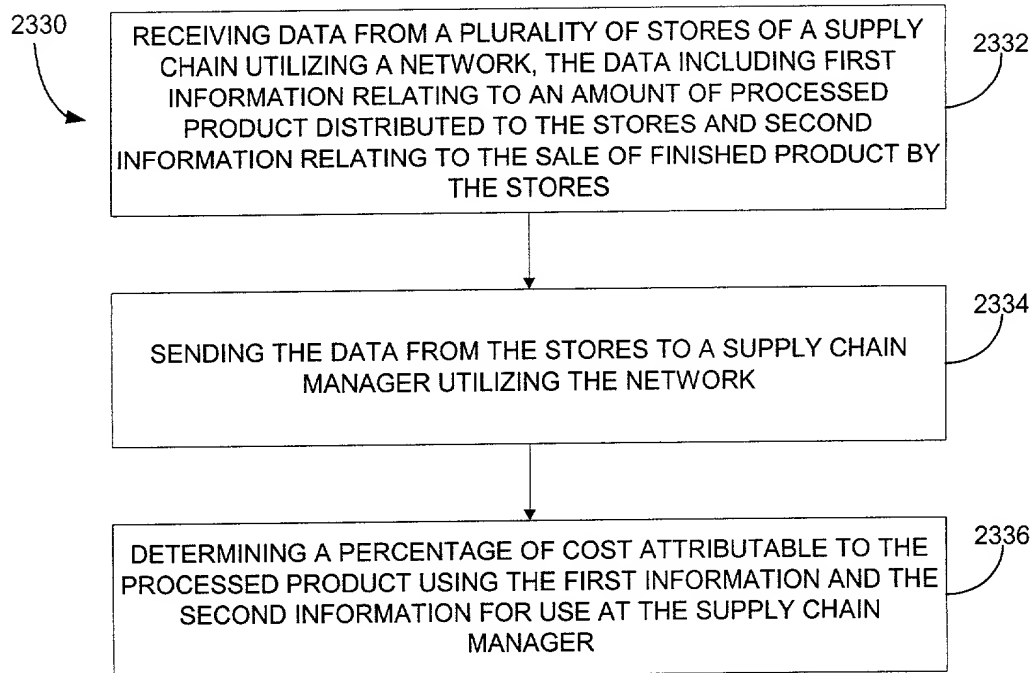 2330
RECEIVING DATA FROM A PLURALITY OF STORES OF A SUPPLY
CHAIN UTILIZING A NETWORK, THE DATA INCLUDING FIRST
INFORMATION RELATING TO AN AMOUNT OF PROCESSED
PRODUCT DISTRIBUTED TO THE STORES AND SECOND
INFORMATION RELATING TO THE SALE OF FINISHED PRODUCT BY
THE STORES
2332
SENDING THE DATA FROM THE STORES TO A SUPPLY CHAIN
MANAGER UTILIZING THE NETWORK
2334
DETERMINING A PERCENTAGE OF COST ATTRIBUTABLE TO THE
PROCESSED PRODUCT USING THE FIRST INFORMATION AND THE
SECOND INFORMATION FOR USE AT THE SUPPLY CHAIN
MANAGER
2336